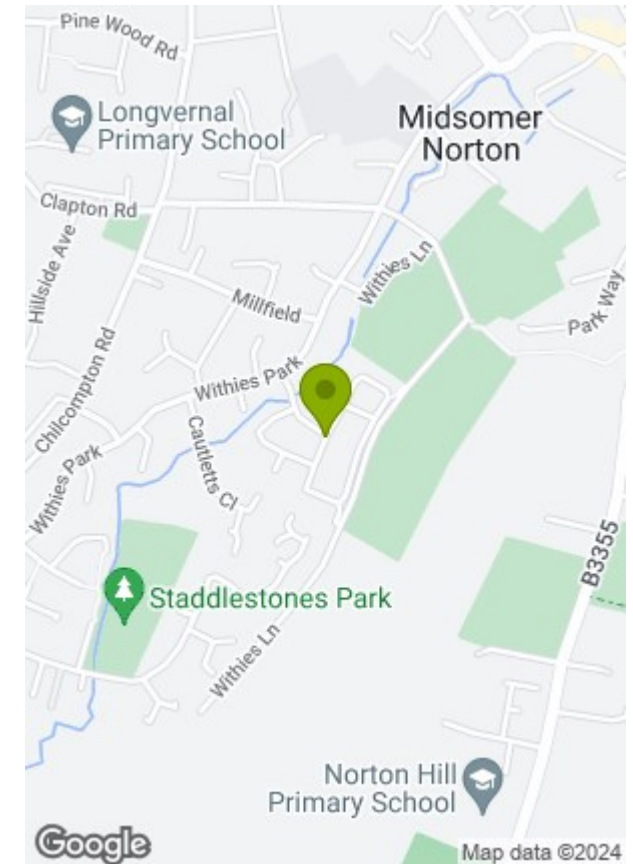 Pine Wood Rd
Longvernal
Primary School
Midsomer
Norton
Clapton Rd
Hillside Ave
Withies Ln
Millfield
Park Way
Chilcompton Rd
Withies Park
Cautletts Cl
Withies Park
B3355
Staddlestones Park
Withies Ln
Norton Hill
Primary School
Google
Map data ©2024